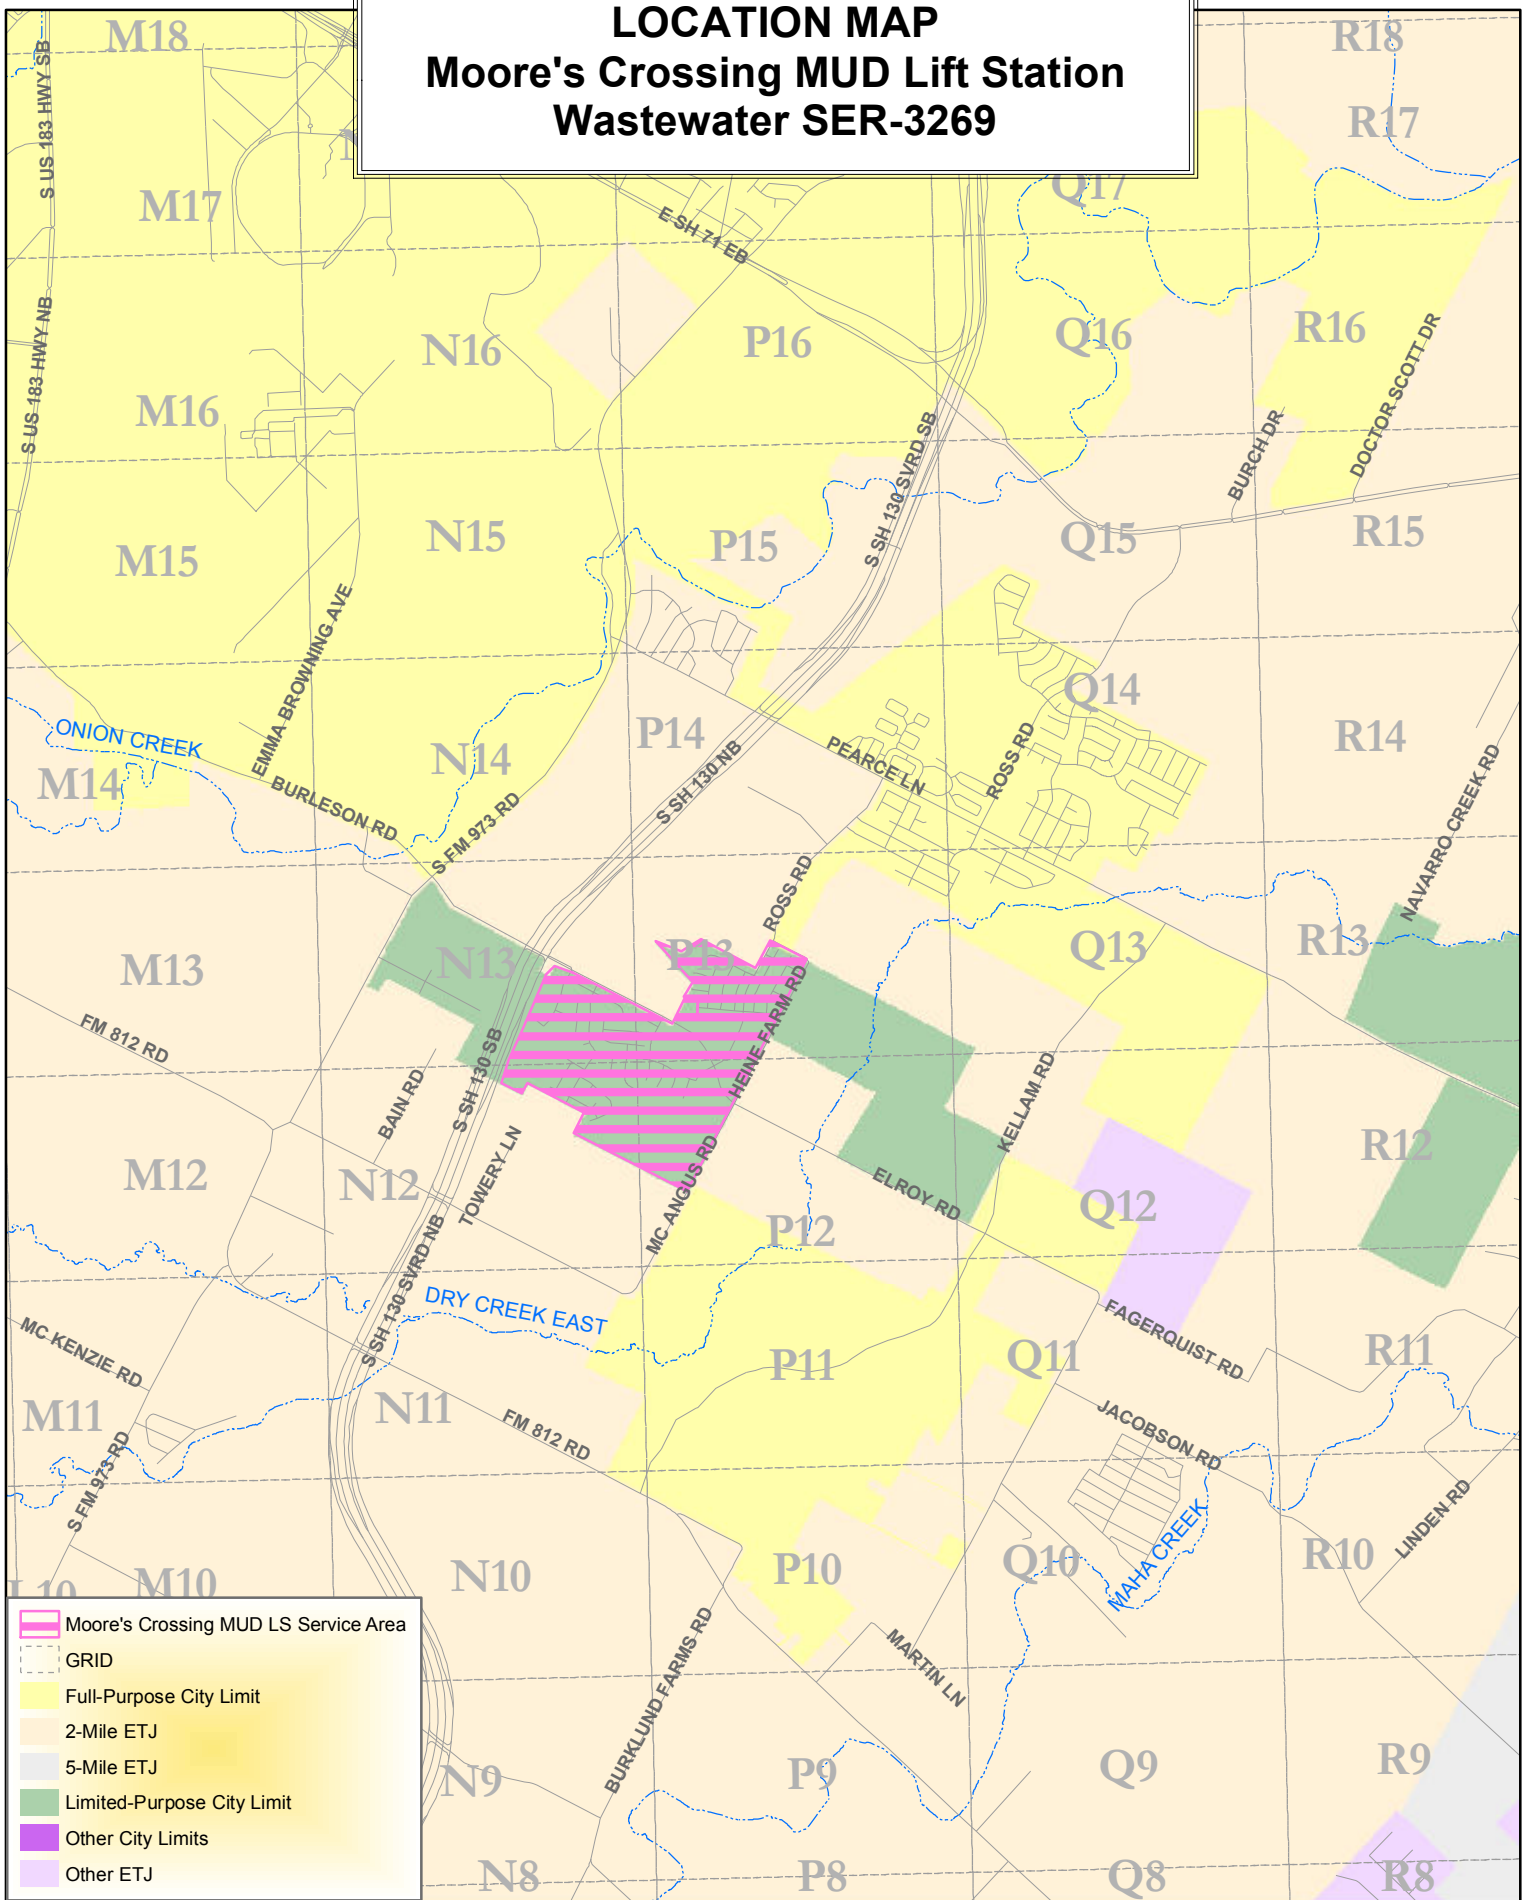 LOCATION MAP
Moore's Crossing MUD Lift Station
Wastewater SER-3269
M18
R18
R17
S US 183 HWY SB
M17
Q17
E SH 71 EB
S US 183 HWY NB
N16
P16
Q16
R16
M16
DOCTOR SCOTT DR
BURCH DR
S SH 130 SVRD SB
M15
N15
P15
Q15
R15
EMMA BROWNING AVE
ONION CREEK
M14
N14
P14
Q14
R14
PEARCE LN
ROSS RD
S SH 130 NB
BURLESON RD
S FM 973 RD
NAVARRO CREEK RD
ROSS RD
M13
N13
P13
Q13
R13
HEINE FARM RD
FM 812 RD
BAIN RD
S SH 130 SB
KELLAM RD
M12
N12
TOWERY LN
MC ANGUS RD
P12
ELROY RD
Q12
R12
S SH 130 SVRD NB
DRY CREEK EAST
MC KENZIE RD
FAGERQUIST RD
M11
N11
P11
Q11
R11
FM 812 RD
JACOBSON RD
S FM 973 RD
LINDEN RD
MAHA CREEK
L10
M10
N10
P10
Q10
R10
MARTIN LN
BURKLUND FARMS RD
N9
P9
Q9
R9
N8
P8
Q8
R8
Moore's Crossing MUD LS Service Area
GRID
Full-Purpose City Limit
2-Mile ETJ
5-Mile ETJ
Limited-Purpose City Limit
Other City Limits
Other ETJ